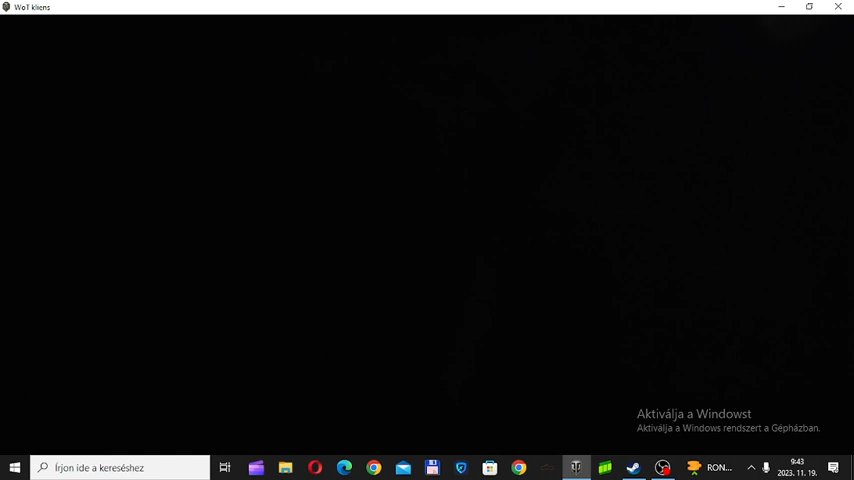 WoT kliens
Aktiválja a Windowst
Aktiválja a Windows rendszert a Gépházban.
Írjon ide a kereséshez
RON...
9:43
2023. 11. 19.